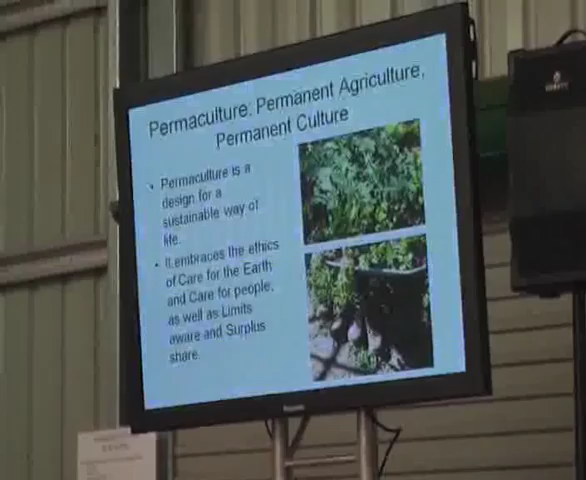 Permaculture: Permanent Agriculture,
Permanent Culture
• Permaculture is a
design for a
sustainable way of
life.
• It embraces the ethics
of Care for the Earth
and Care for people,
as well as Limits
aware and Surplus
share.